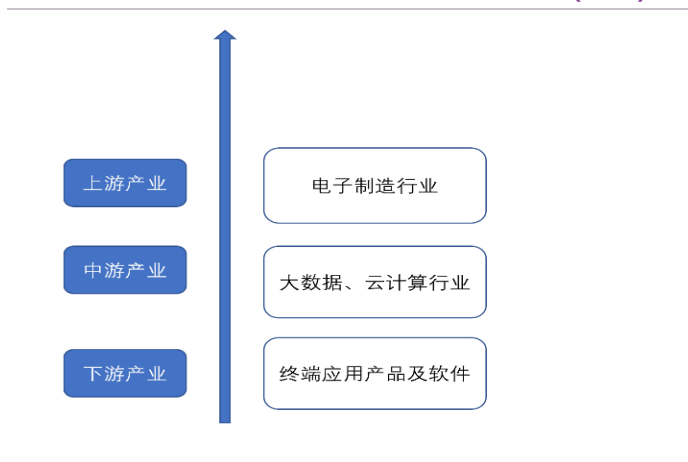 上游产业
电子制造行业
中游产业
大数据、云计算行业
下游产业
终端应用产品及软件